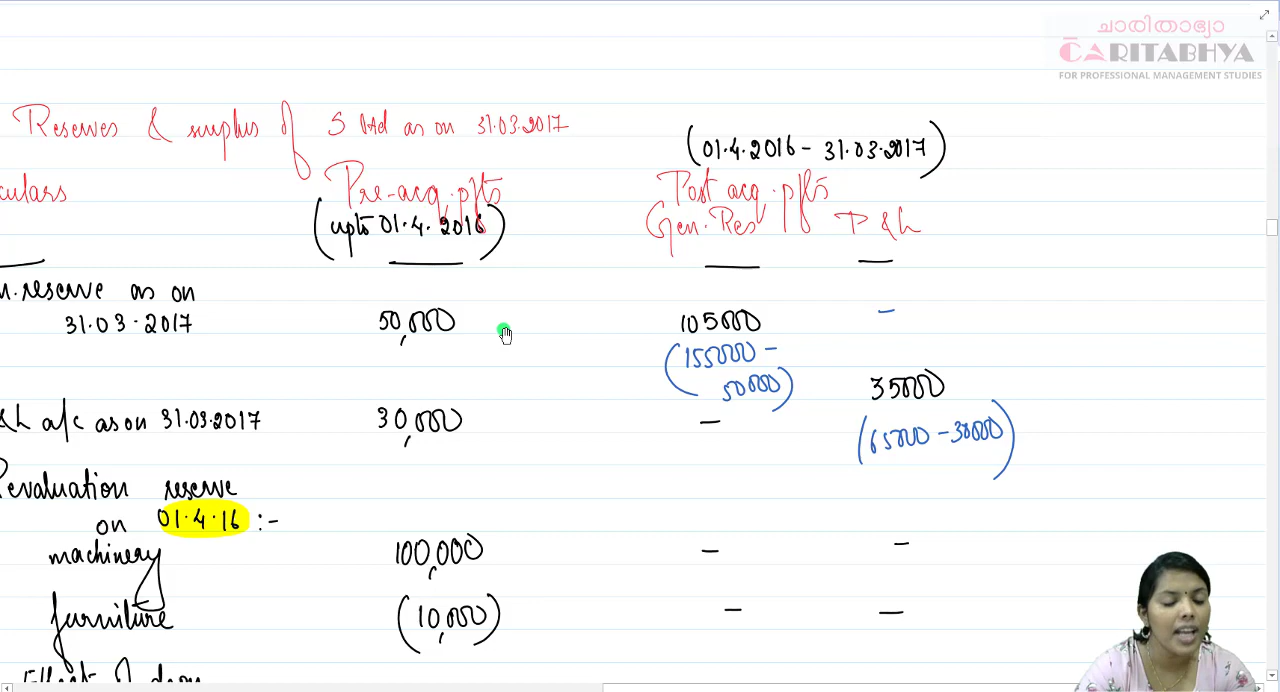 ചാരിതാഭ്യാ
CARITABHYA
FOR PROFESSIONAL MANAGEMENT STUDIES
Reserves & surplus of S ltd as on 31.03.2017
(01.4.2016 - 31.03.2017)
culars Pre-acq.pfts Post acq.pfts
(upto 01.4.2016) Gen.Res P&L
n.reserve as on
31.03.2017 50,000 105000 -
(155000 -
50000) 35000
&L a/c as on 31.03.2017 30,000 - (65000 - 30000)
Revaluation reserve
on 01.4.16 :-
machinery 100,000 - -
furniture (10,000) - -